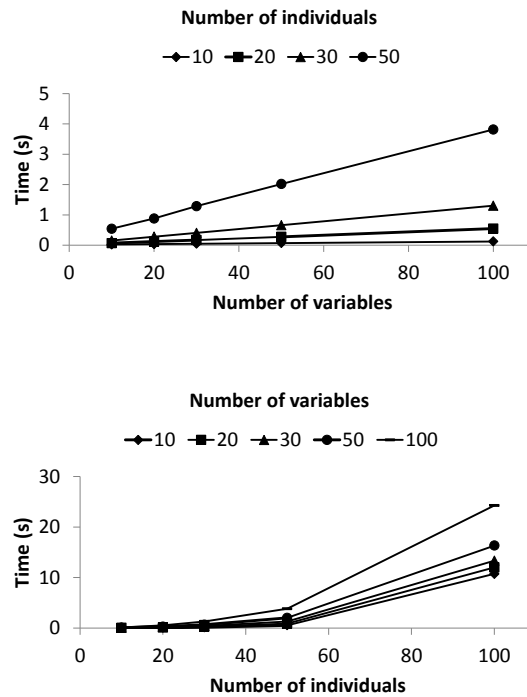 Number of individuals
10 20 30 50
5
4
3
2
1
0
Time (s)
0 20 40 60 80 100
Number of variables
Number of variables
10 20 30 50 100
30
20
10
0
Time (s)
0 20 40 60 80 100
Number of individuals